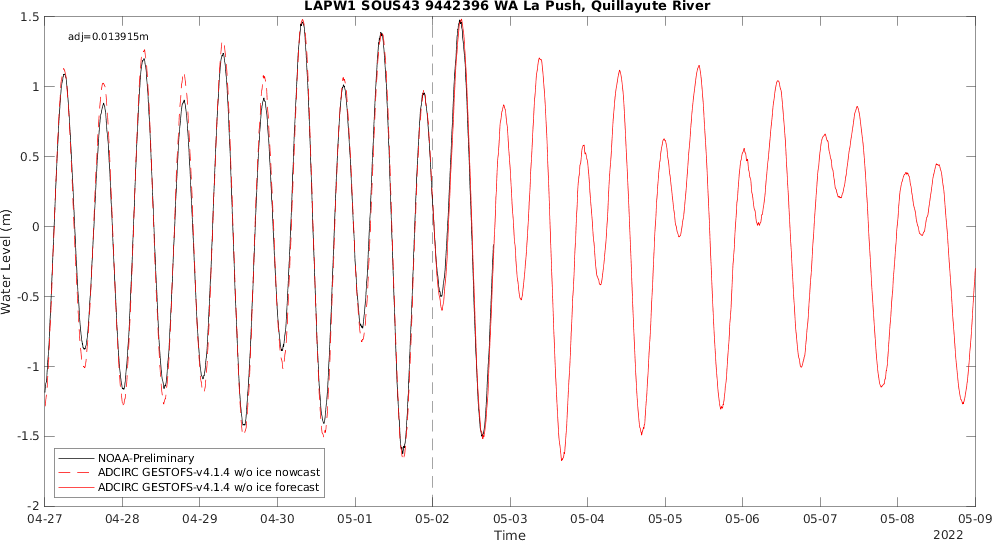 LAPW1 SOUS43 9442396 WA La Push, Quillayute River
adj=0.013915m
1.5
1
0.5
0
-0.5
-1
-1.5
-2
Water Level (m)
NOAA-Preliminary
ADCIRC GESTOFS-v4.1.4 w/o ice nowcast
ADCIRC GESTOFS-v4.1.4 w/o ice forecast
04-27 04-28 04-29 04-30 05-01 05-02 05-03 05-04 05-05 05-06 05-07 05-08 05-09
Time
2022